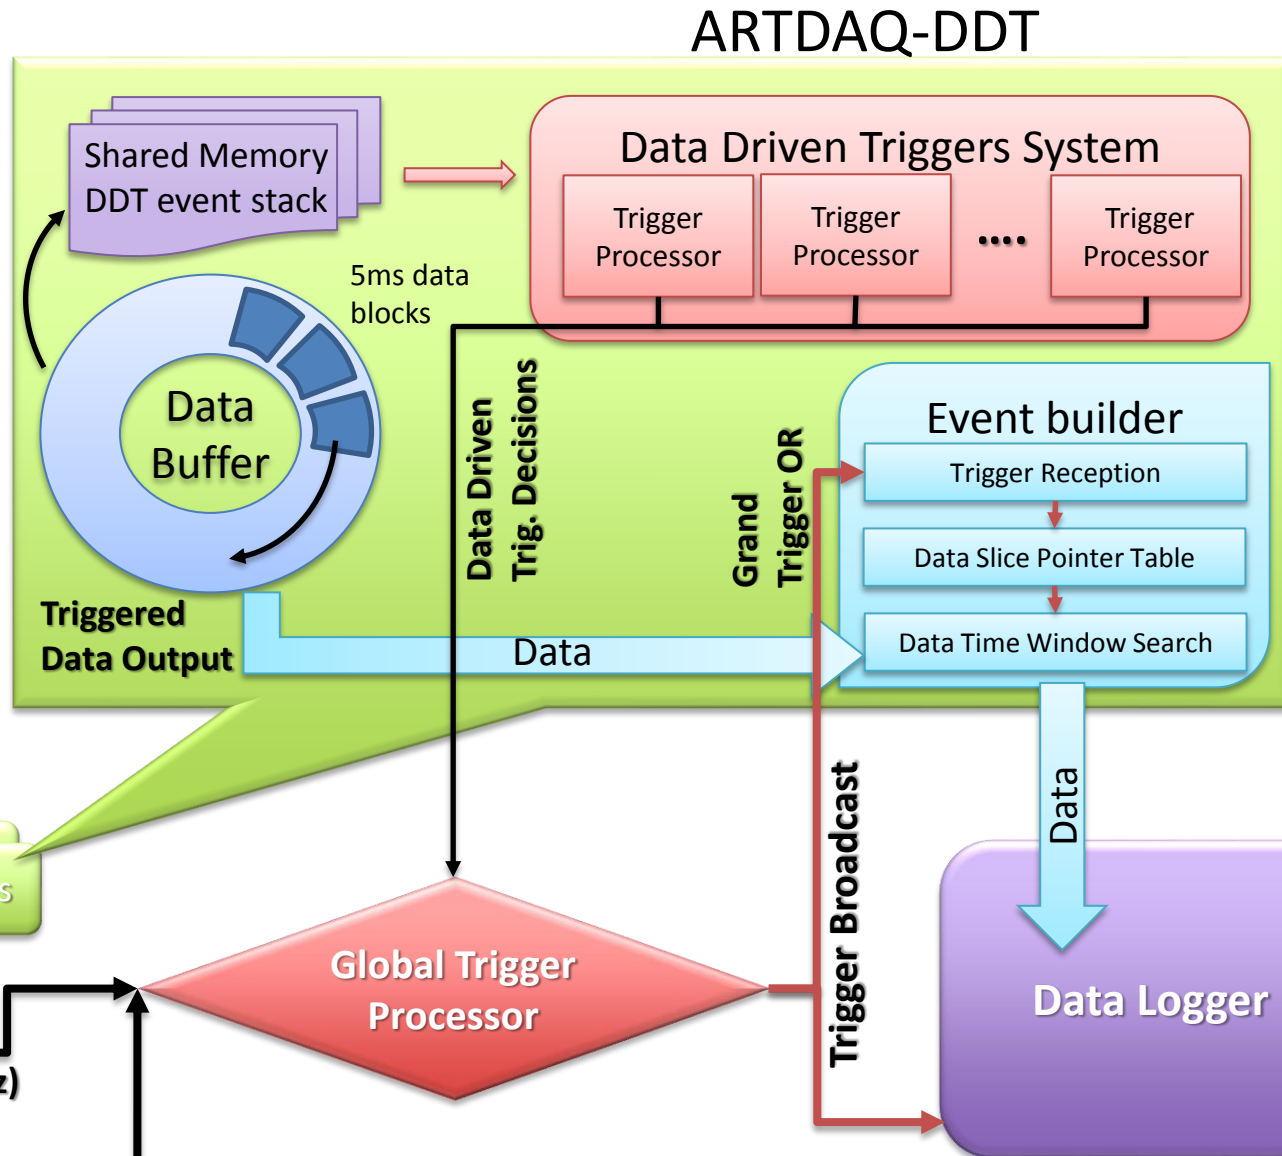 ARTDAQ-DDT
Shared Memory
DDT event stack
Data Driven Triggers System
Trigger
Processor
Trigger
Processor
....
Trigger
Processor
5ms data
blocks
Data
Buffer
Data Driven
Trig. Decisions
Grand
Trigger OR
Event builder
Trigger Reception
Data Slice Pointer Table
Data Time Window Search
Triggered
Data Output
Data
Data
Trigger Broadcast
s
Global Trigger
Processor
Data Logger
z)